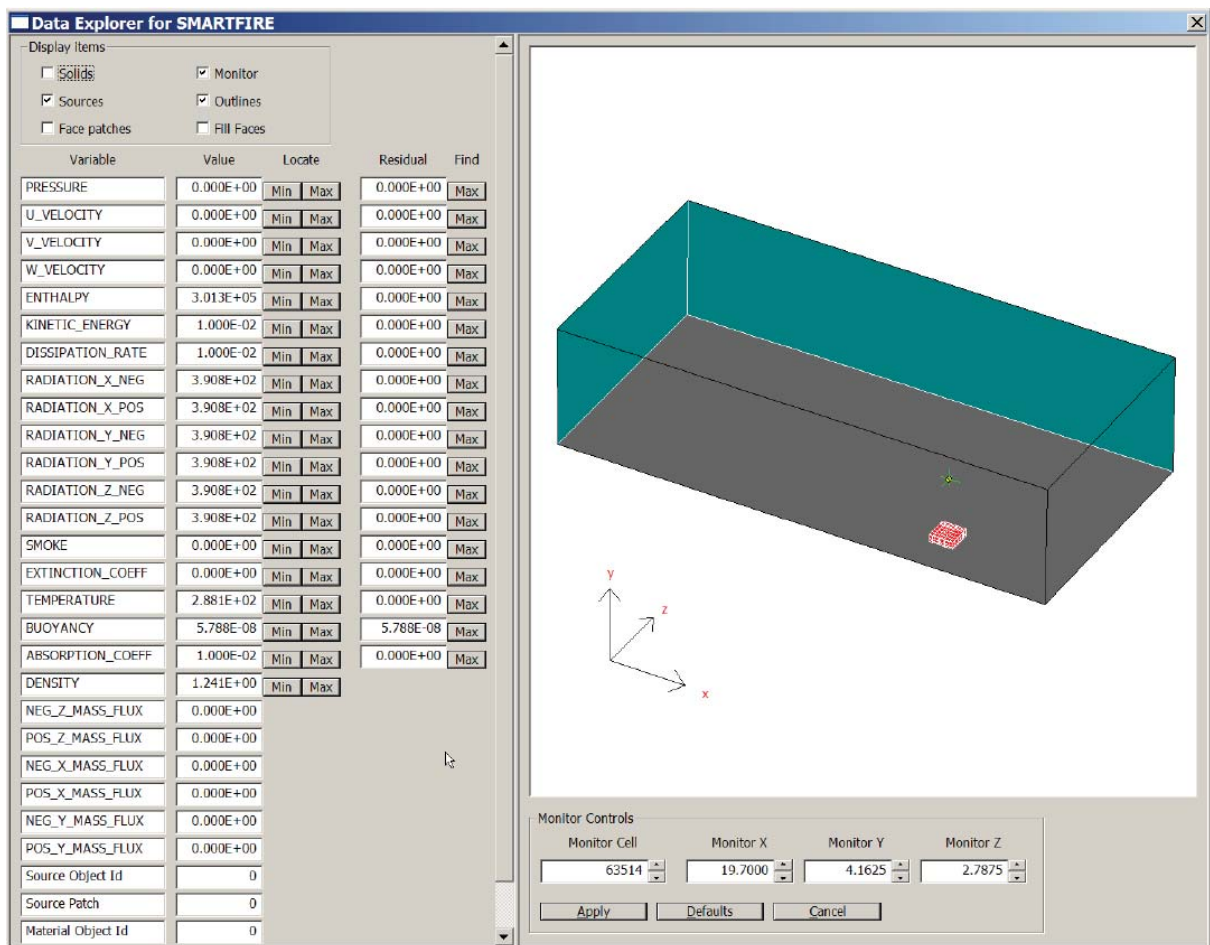 Data Explorer for SMARTFIRE
Display Items
Solids Monitor
Sources Outlines
Face patches Fill Faces
Variable Value Locate Residual Find
PRESSURE 0.000E+00 Min Max 0.000E+00 Max
U_VELOCITY 0.000E+00 Min Max 0.000E+00 Max
V_VELOCITY 0.000E+00 Min Max 0.000E+00 Max
W_VELOCITY 0.000E+00 Min Max 0.000E+00 Max
ENTHALPY 3.013E+05 Min Max 0.000E+00 Max
KINETIC_ENERGY 1.000E-02 Min Max 0.000E+00 Max
DISSIPATION_RATE 1.000E-02 Min Max 0.000E+00 Max
RADIATION_X_NEG 3.908E+02 Min Max 0.000E+00 Max
RADIATION_X_POS 3.908E+02 Min Max 0.000E+00 Max
RADIATION_Y_NEG 3.908E+02 Min Max 0.000E+00 Max
RADIATION_Y_POS 3.908E+02 Min Max 0.000E+00 Max
RADIATION_Z_NEG 3.908E+02 Min Max 0.000E+00 Max
RADIATION_Z_POS 3.908E+02 Min Max 0.000E+00 Max
SMOKE 0.000E+00 Min Max 0.000E+00 Max
EXTINCTION_COEFF 0.000E+00 Min Max 0.000E+00 Max
TEMPERATURE 2.881E+02 Min Max 0.000E+00 Max
BUOYANCY 5.788E-08 Min Max 5.788E-08 Max
ABSORPTION_COEFF 1.000E-02 Min Max 0.000E+00 Max
DENSITY 1.241E+00 Min Max
NEG_Z_MASS_FLUX 0.000E+00
POS_Z_MASS_FLUX 0.000E+00
NEG_X_MASS_FLUX 0.000E+00
POS_X_MASS_FLUX 0.000E+00
NEG_Y_MASS_FLUX 0.000E+00
POS_Y_MASS_FLUX 0.000E+00
Source Object Id 0
Source Patch 0
Material Object Id 0
y
z
x
Monitor Controls
Monitor Cell Monitor X Monitor Y Monitor Z
63514 19.7000 4.1625 2.7875
Apply Defaults Cancel